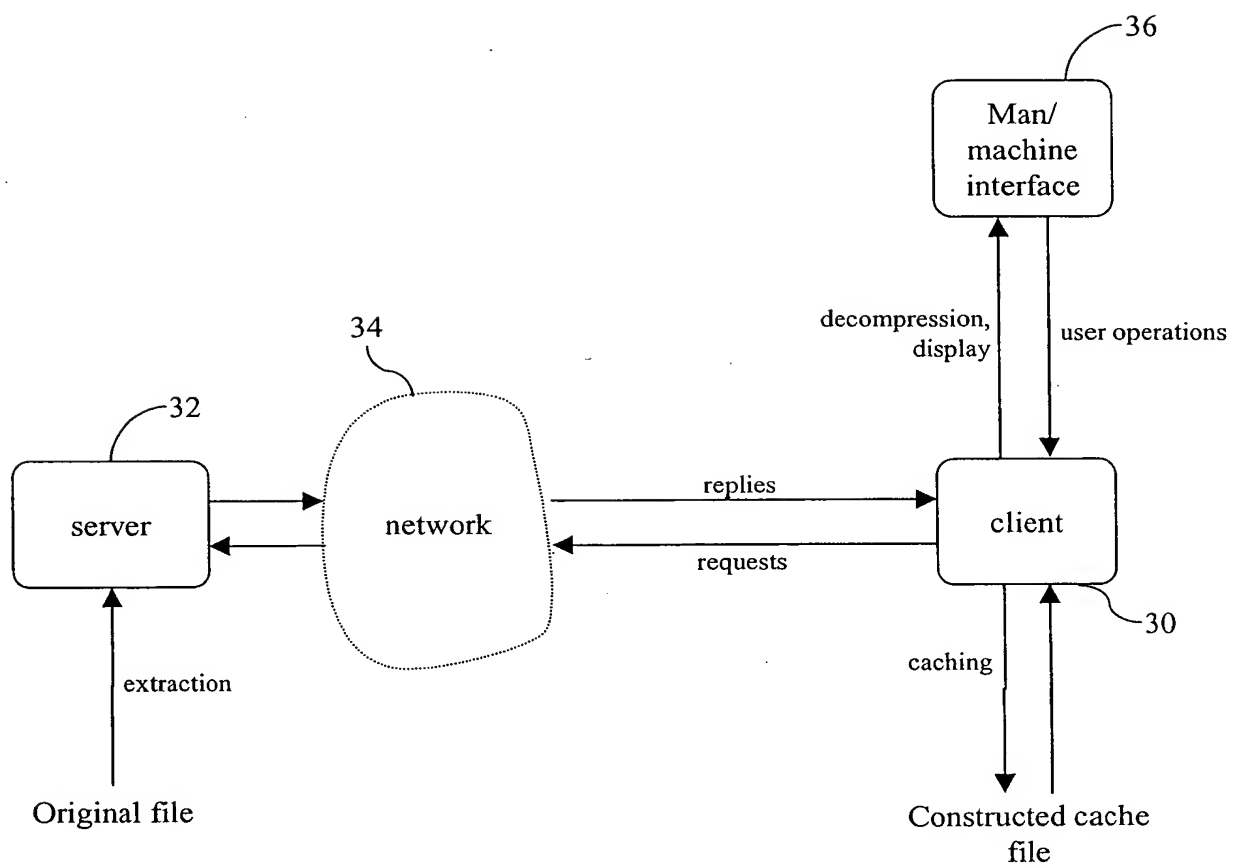 36
Man/
machine
interface
decompression,
display
user operations
34
32
server
network
replies
requests
client
30
extraction
caching
Original file
Constructed cache
file